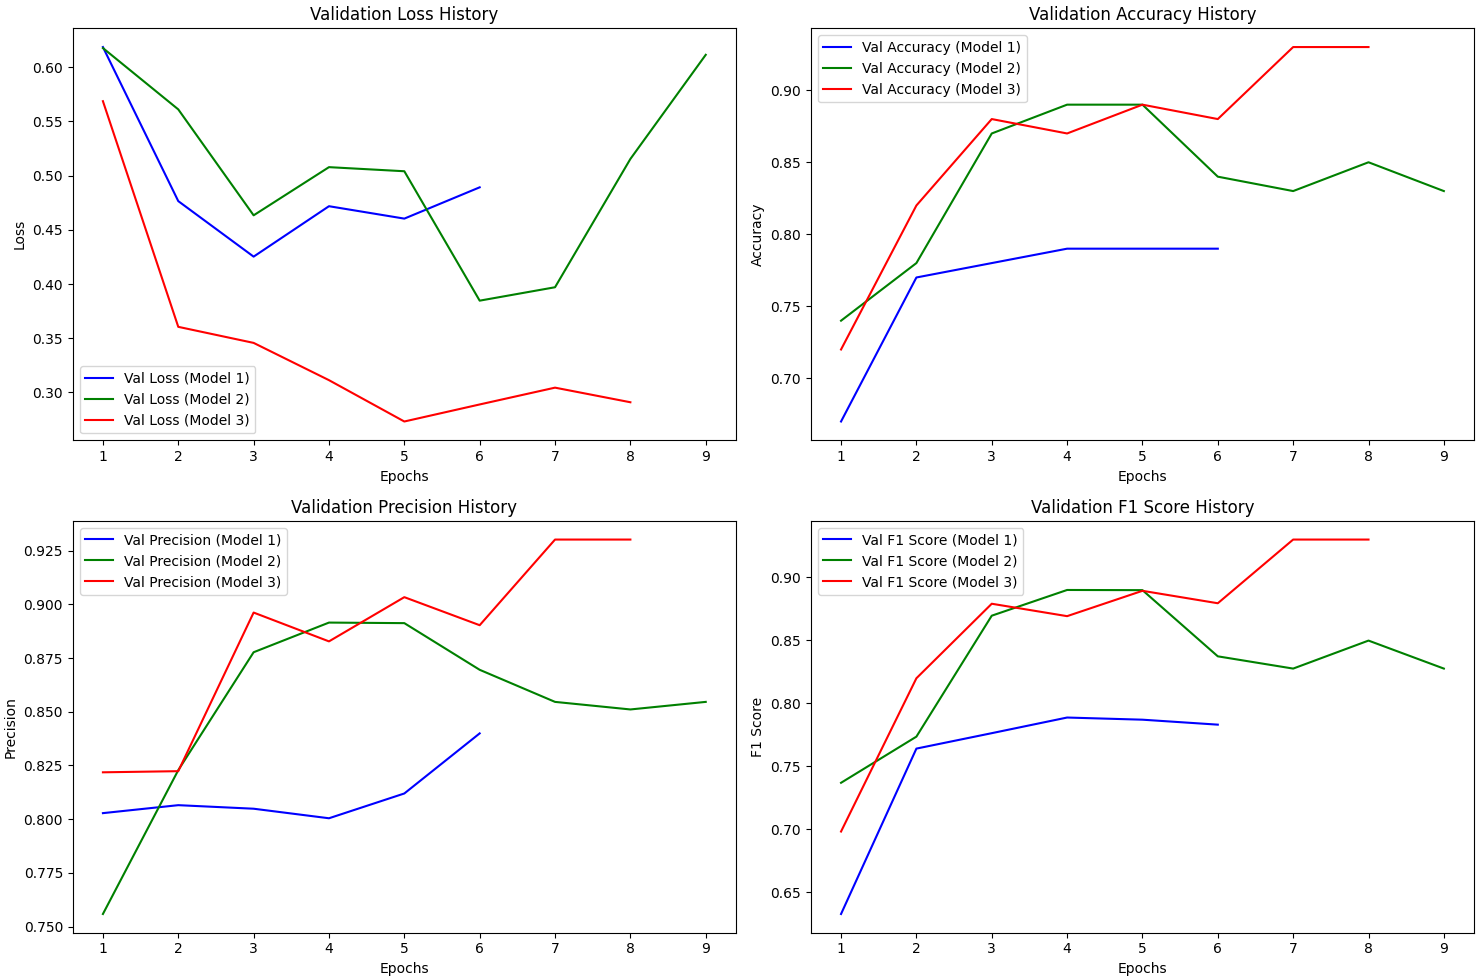 Validation Loss History
Loss
0.60
0.55
0.50
0.45
0.40
0.35
0.30
Val Loss (Model 1)
Val Loss (Model 2)
Val Loss (Model 3)
1 2 3 4 5 6 7 8 9
Epochs
Validation Accuracy History
Accuracy
0.90
0.85
0.80
0.75
0.70
Val Accuracy (Model 1)
Val Accuracy (Model 2)
Val Accuracy (Model 3)
1 2 3 4 5 6 7 8 9
Epochs
Validation Precision History
Precision
0.925
0.900
0.875
0.850
0.825
0.800
0.775
0.750
Val Precision (Model 1)
Val Precision (Model 2)
Val Precision (Model 3)
1 2 3 4 5 6 7 8 9
Epochs
Validation F1 Score History
F1 Score
0.90
0.85
0.80
0.75
0.70
0.65
Val F1 Score (Model 1)
Val F1 Score (Model 2)
Val F1 Score (Model 3)
1 2 3 4 5 6 7 8 9
Epochs